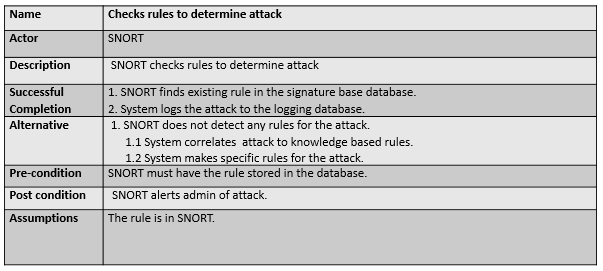 Name Checks rules to determine attack
Actor SNORT
Description SNORT checks rules to determine attack
Successful 1. SNORT finds existing rule in the signature base database.
Completion 2. System logs the attack to the logging database.
Alternative 1. SNORT does not detect any rules for the attack.
1.1 System correlates attack to knowledge based rules.
1.2 System makes specific rules for the attack.
Pre-condition SNORT must have the rule stored in the database.
Post condition SNORT alerts admin of attack.
Assumptions The rule is in SNORT.